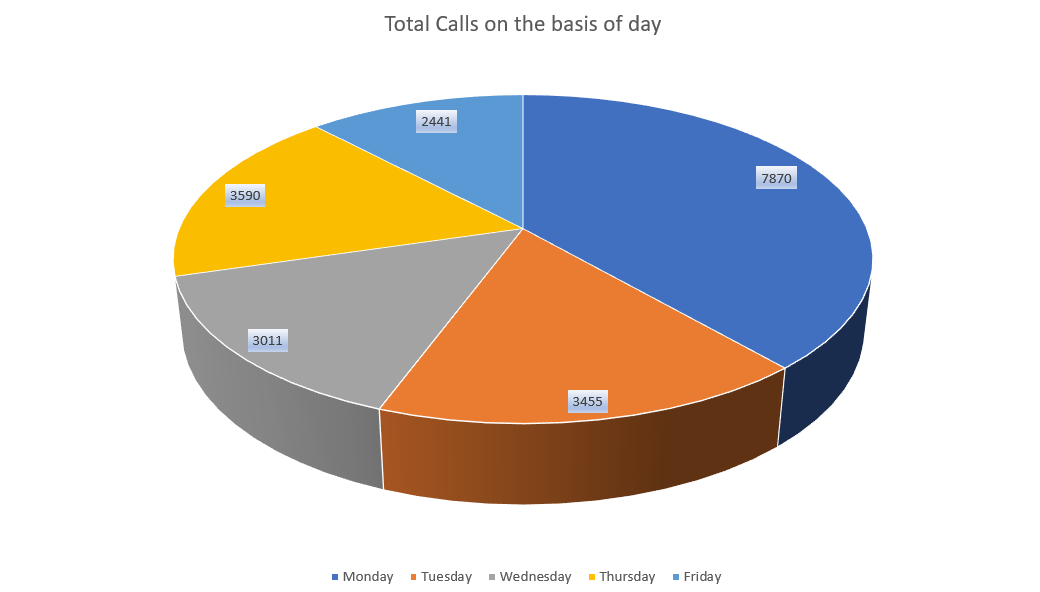 Total Calls on the basis of day
2441
7870
3590
3011
3455
Monday Tuesday Wednesday Thursday Friday